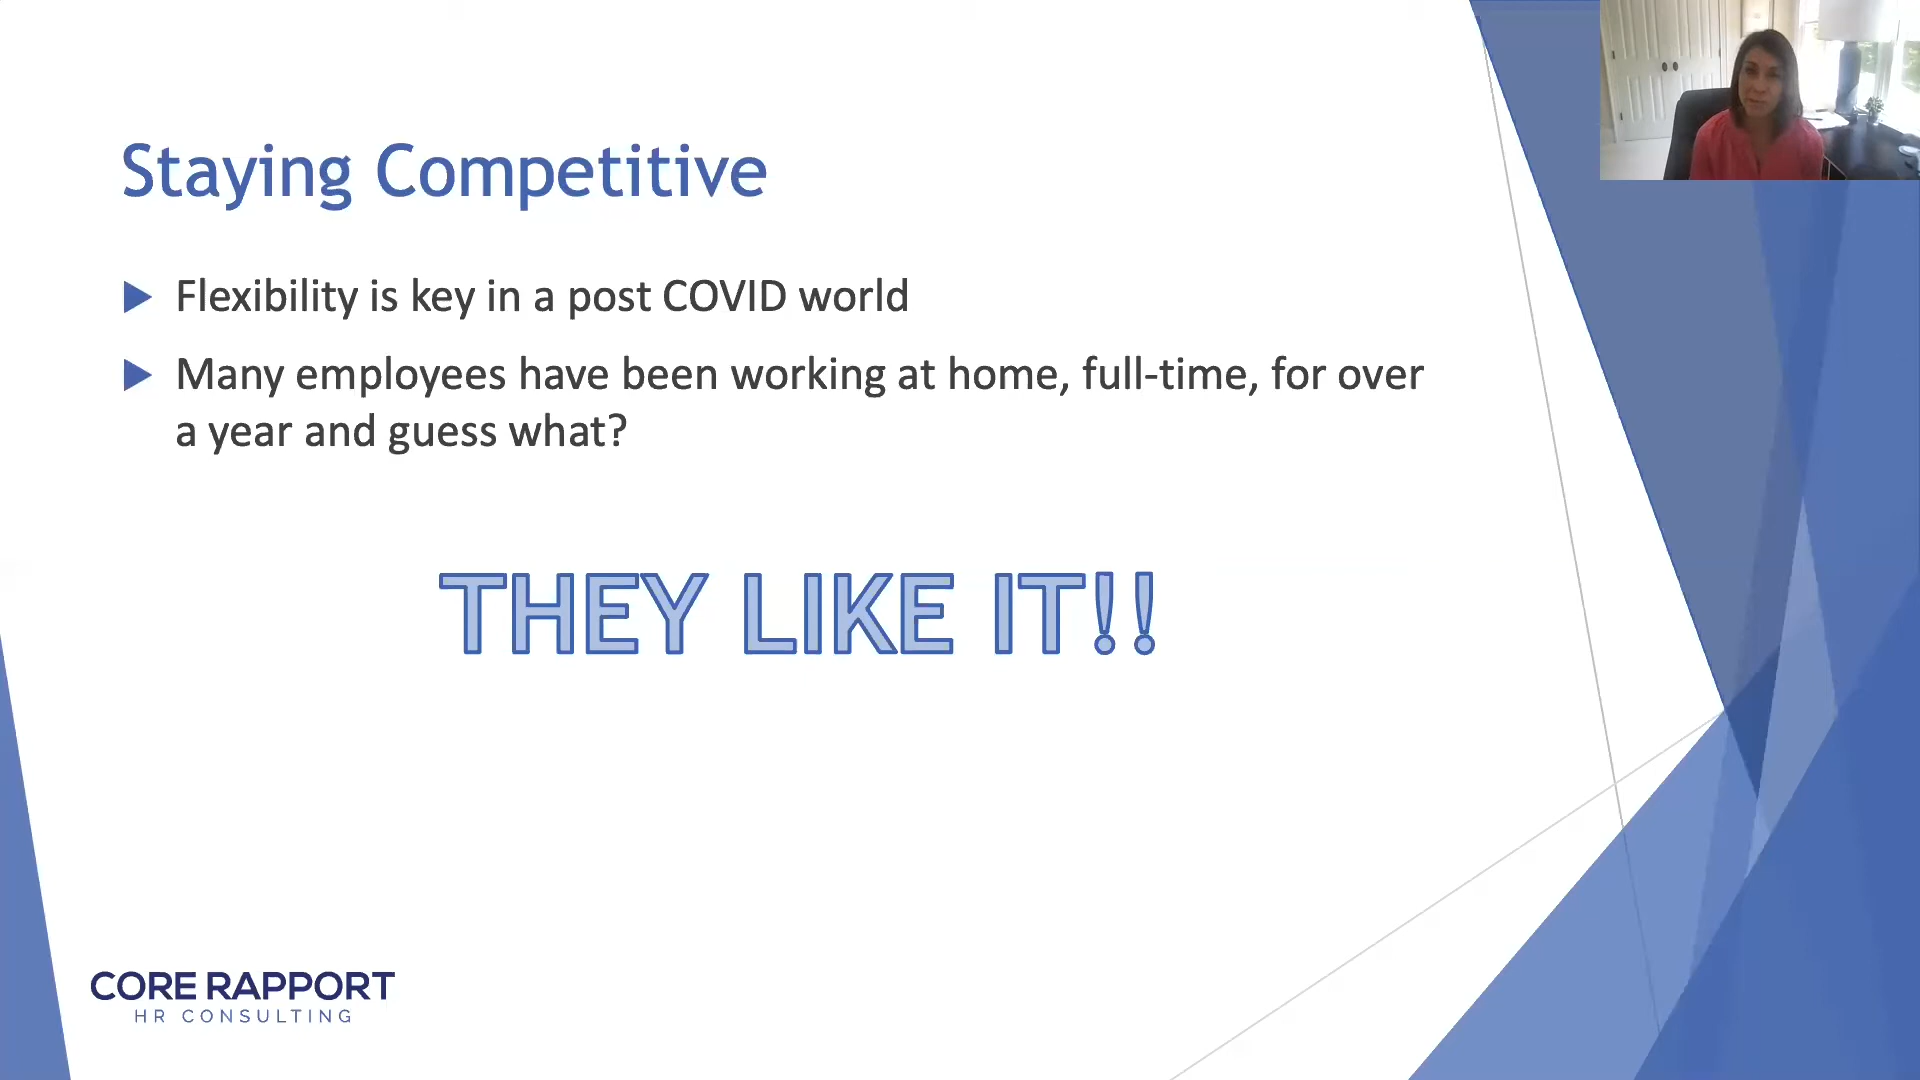 Staying Competitive
Flexibility is key in a post COVID world
Many employees have been working at home, full-time, for over
a year and guess what?
THEY LIKE IT!!
CORE RAPPORT
HR CONSULTING